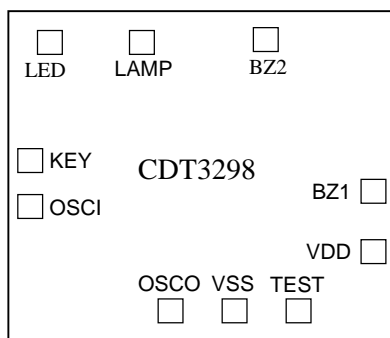 LED LAMP BZ2
KEY
CDT3298
OSCI
BZ1
VDD
OSCO VSS TEST